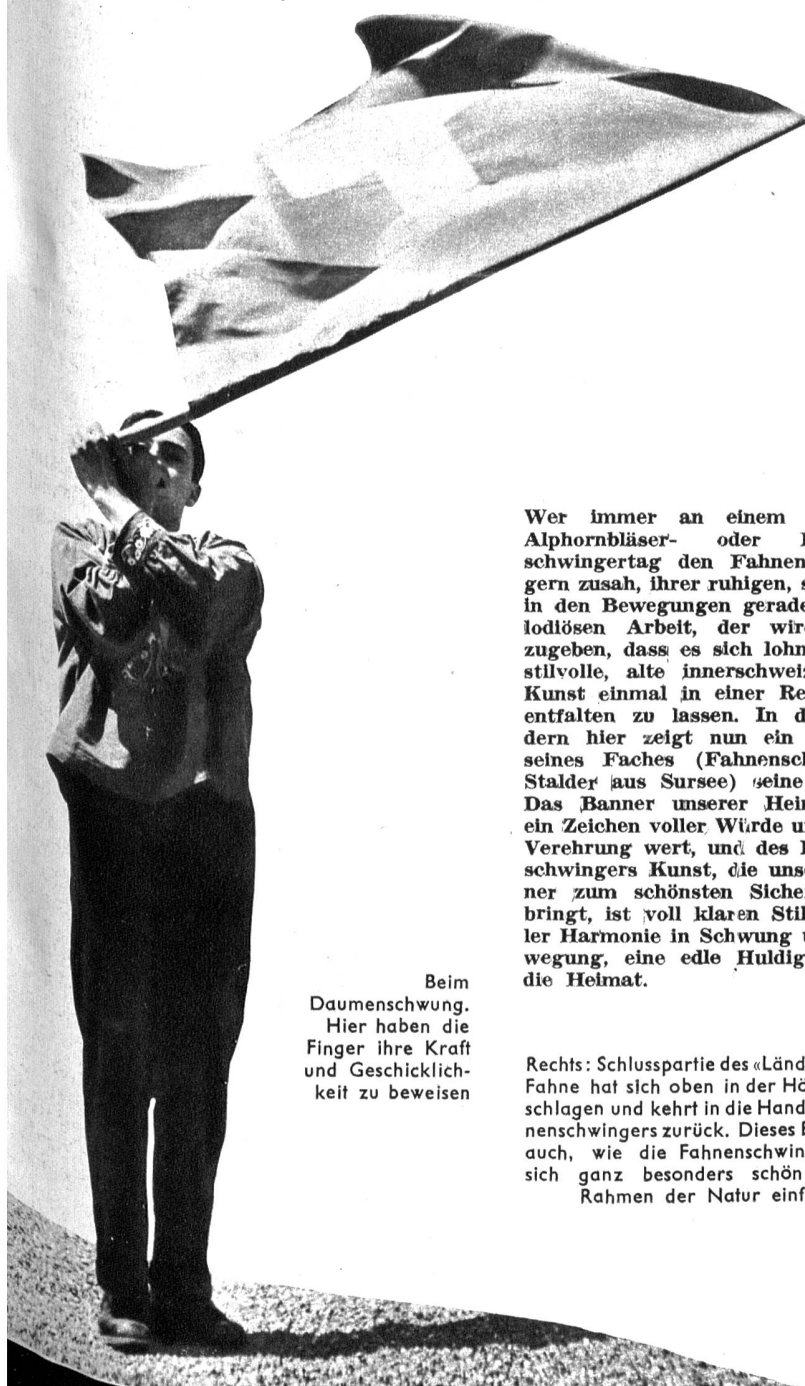 Wer immer an einem
Alphornbläser- oder
schwingertag den Fahnen
gern zusah, ihrer ruhigen, s
in den Bewegungen gerade
lodiösen Arbeit, der wir
zugeben, dass es sich lohn
stilvolle, alte innerschweiz
Kunst einmal in einer Re
entfalten zu lassen. In d
dern hier zeigt nun ein
seines Faches (Fahnensch
Stalder aus Sursee) seine
Das Banner unserer Hei
ein Zeichen voller Würde u
Verehrung wert, und des
schwingers Kunst, die uns
ner zum schönsten Siche
bringt, ist voll klaren Stil
ler Harmonie in Schwung
wegung, eine edle Huldig
die Heimat.
Beim
Daumenschwung.
Hier haben die
Finger ihre Kraft
und Geschicklich-
keit zu beweisen
Rechts: Schlusspartie des «Länd
Fahne hat sich oben in der Hö
schlagen und kehrt in die Hand
nenschwingers zurück. Dieses
auch, wie die Fahnenschwin
sich ganz besonders schön
Rahmen der Natur einf